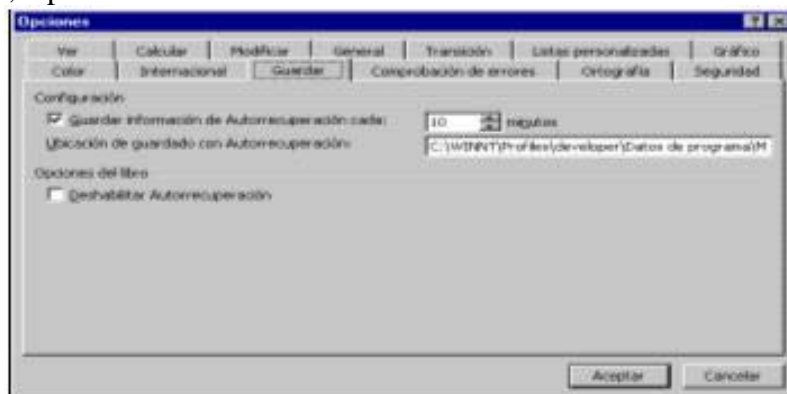 Opciones
Ver Calcular Modificar General Transición Listas personalizadas Gráfico
Color Internacional Guardar Comprobación de errores Ortografía Seguridad
Configuración
Guardar información de Autorrecuperación cada: 10 minutos
Ubicación de guardado con Autorrecuperación: C:\WINNT\Profiles\developer\Datos de programa\M
Opciones del libro
Deshabilitar Autorrecuperación
Aceptar Cancelar